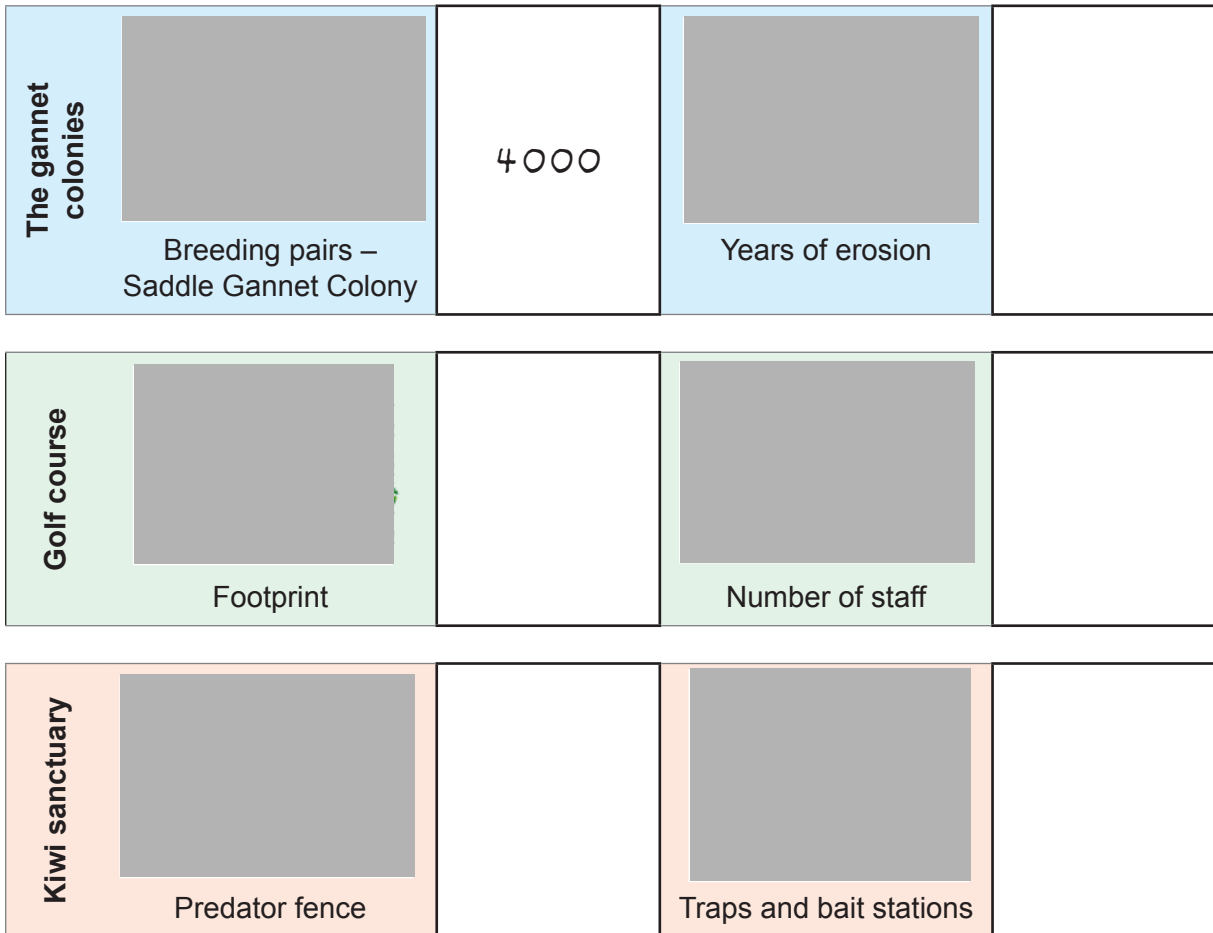 The gannet
colonies
Breeding pairs –
Saddle Gannet Colony
4000
Years of erosion
Golf course
Footprint
Number of staff
Kiwi sanctuary
Predator fence
Traps and bait stations